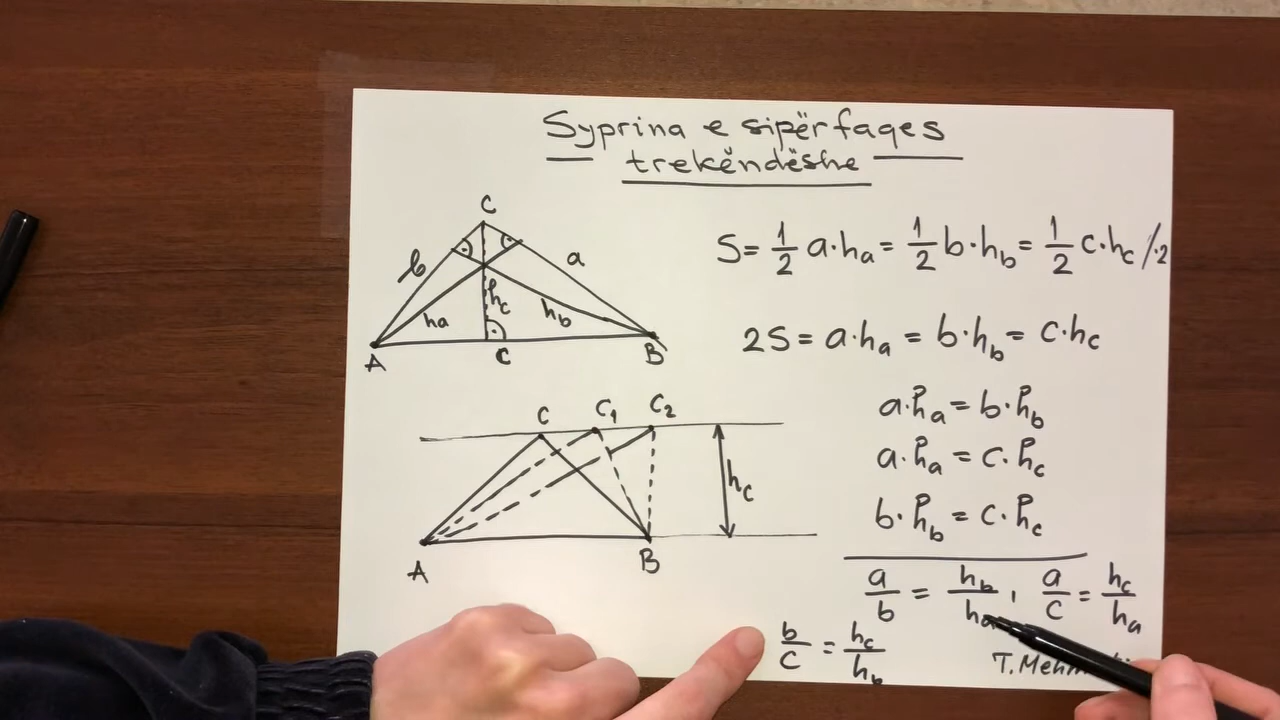 Syprina e sipërfaqes
trekëndëshe
C
b
a
ha
hc
hb
A
c
B
S = 1/2 a·ha = 1/2 b·hb = 1/2 c·hc /·2
2S = a·ha = b·hb = c·hc
a·ha = b·hb
a·ha = c·hc
b·hb = c·hc
C C1 C2
hc
A B
a/b = hb/ha , a/c = hc/ha
b/c = hc/hb